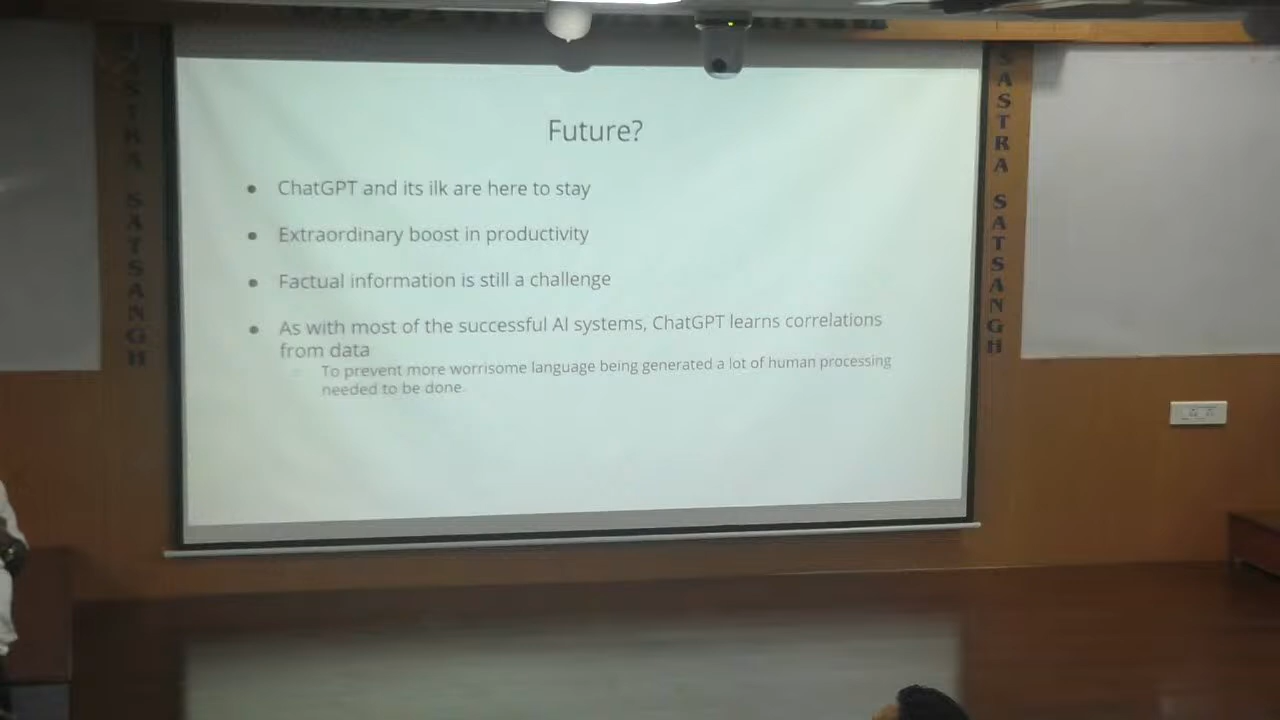 Future?
ChatGPT and its ilk are here to stay
Extraordinary boost in productivity
Factual information is still a challenge
As with most of the successful AI systems, ChatGPT learns correlations
from data
To prevent more worrisome language being generated a lot of human processing
needed to be done.
SASTRA SATSANGH
SASTRA SATSANGH